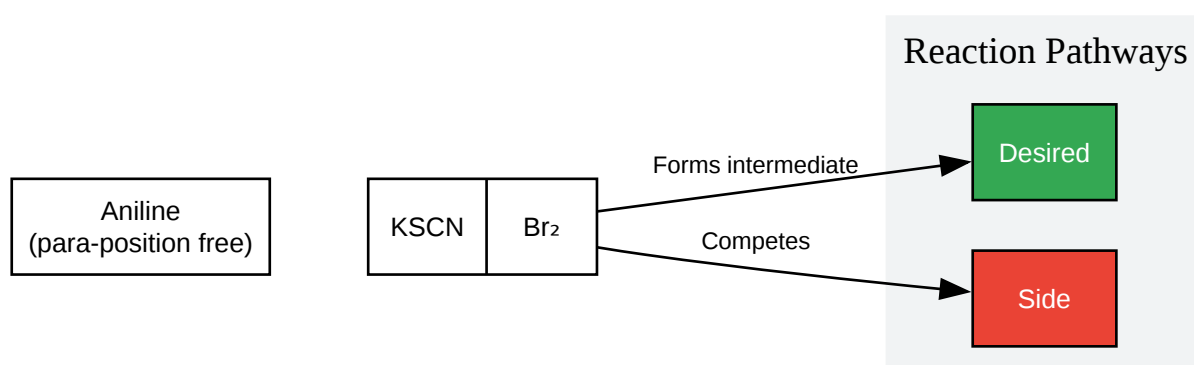 Reaction Pathways
Aniline
(para-position free)
KSCN
Br₂
Forms intermediate
Competes
Desired
Side